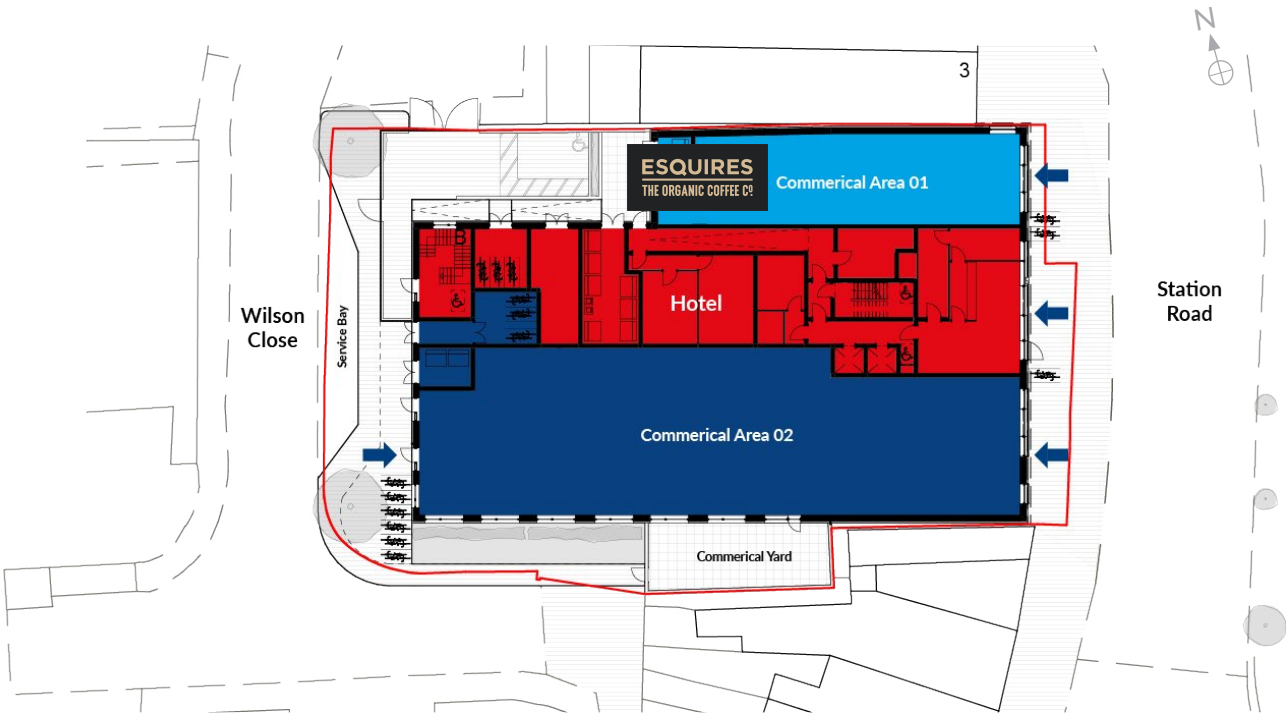 N
3
ESQUIRES
THE ORGANIC COFFEE CO
Commerical Area 01
B
Hotel
Wilson
Close
Service Bay
Station
Road
Commerical Area 02
Commerical Yard